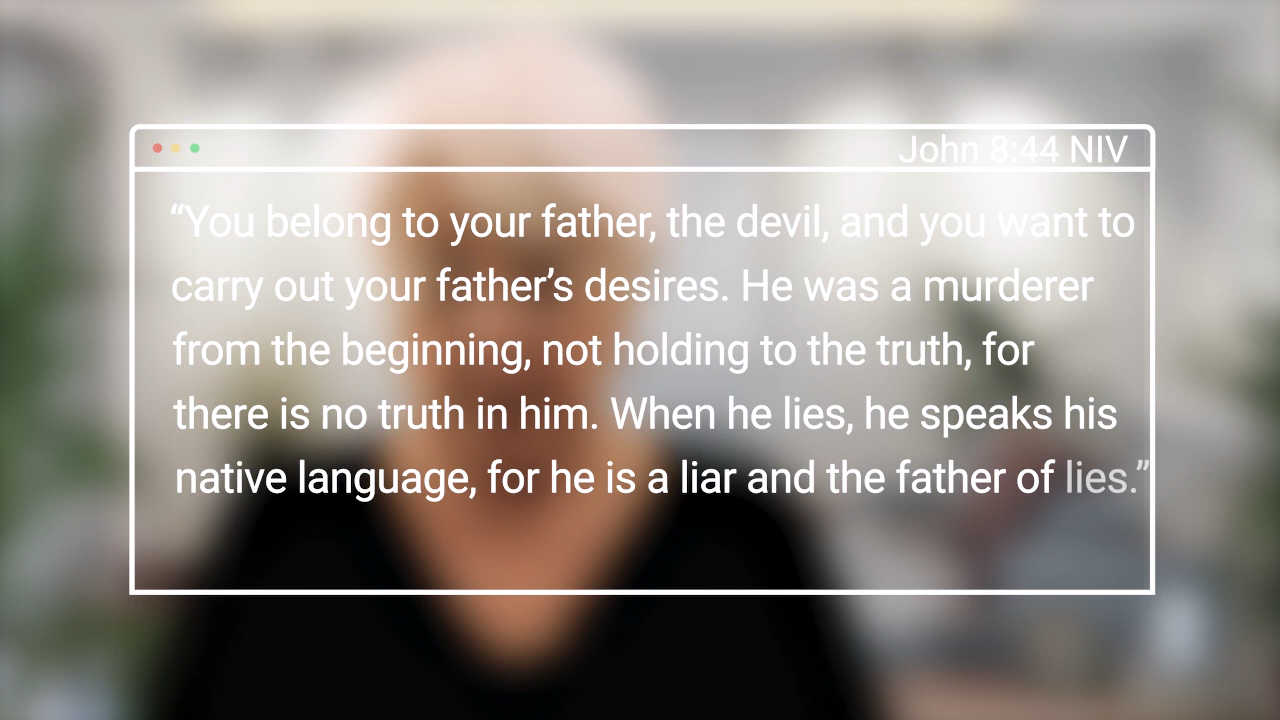 John 8:44 NIV
“You belong to your father, the devil, and you want to
carry out your father’s desires. He was a murderer
from the beginning, not holding to the truth, for
there is no truth in him. When he lies, he speaks his
native language, for he is a liar and the father of lies.”